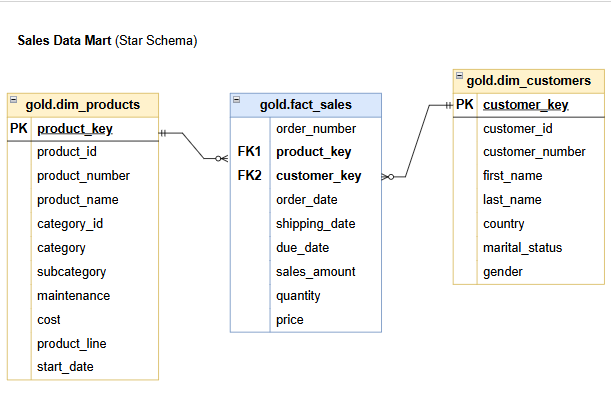 Sales Data Mart (Star Schema)
gold.dim_products
PK product_key
product_id
product_number
product_name
category_id
category
subcategory
maintenance
cost
product_line
start_date
gold.fact_sales
order_number
FK1 product_key
FK2 customer_key
order_date
shipping_date
due_date
sales_amount
quantity
price
gold.dim_customers
PK customer_key
customer_id
customer_number
first_name
last_name
country
marital_status
gender